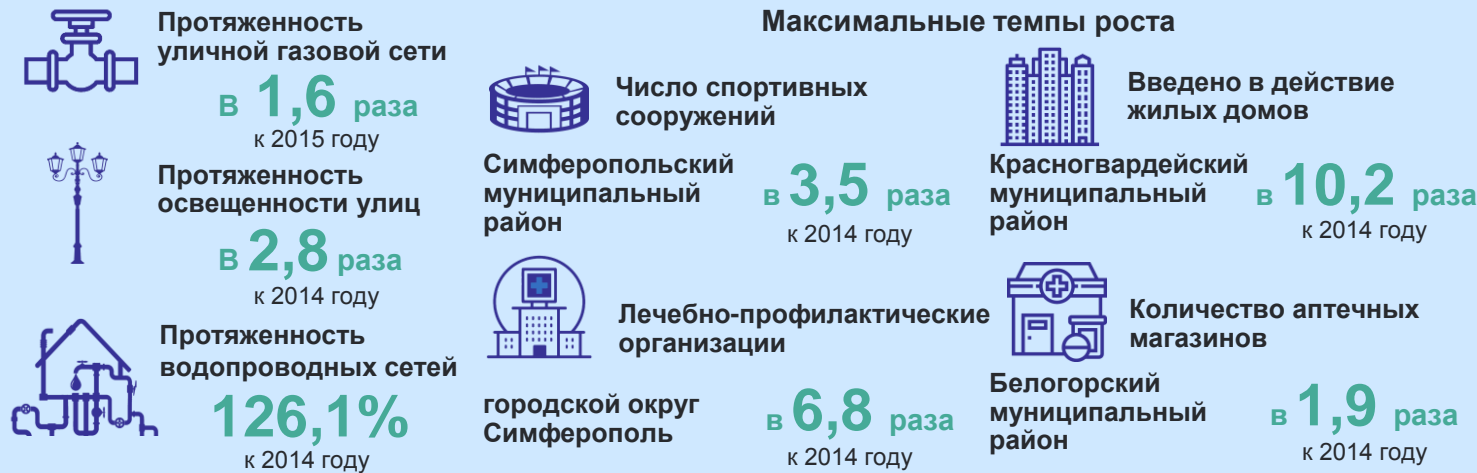 Протяженность
уличной газовой сети
в 1,6 раза
к 2015 году
Протяженность
освещенности улиц
в 2,8 раза
к 2014 году
Протяженность
водопроводных сетей
126,1%
к 2014 году
Максимальные темпы роста
Число спортивных
сооружений
Симферопольский
муниципальный
район
в 3,5 раза
к 2014 году
Введено в действие
жилых домов
Красногвардейский
муниципальный
район
в 10,2 раза
к 2014 году
Лечебно-профилактические
организации
городской округ
Симферополь
в 6,8 раза
к 2014 году
Количество аптечных
магазинов
Белогорский
муниципальный
район
в 1,9 раза
к 2014 году